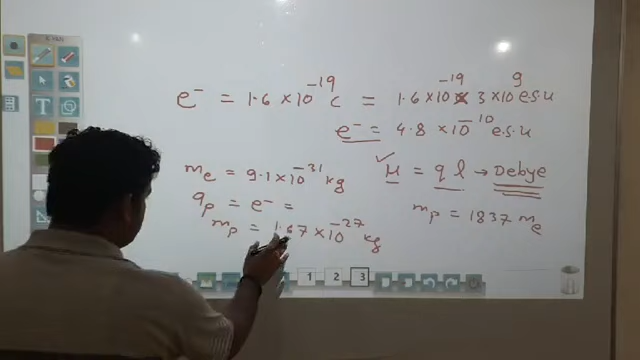 e⁻ = 1.6 × 10⁻¹⁹ c = 1.6 × 10⁻¹⁹ × 3 × 10⁹ e.s.u
e⁻ = 4.8 × 10⁻¹⁰ e.s.u
mₑ = 9.1 × 10⁻³¹ kg
μ = q l → Debye
qₚ = e⁻ =
mₚ = 1837 mₑ
mₚ = 1.67 × 10⁻²⁷ kg
T
1 2 3